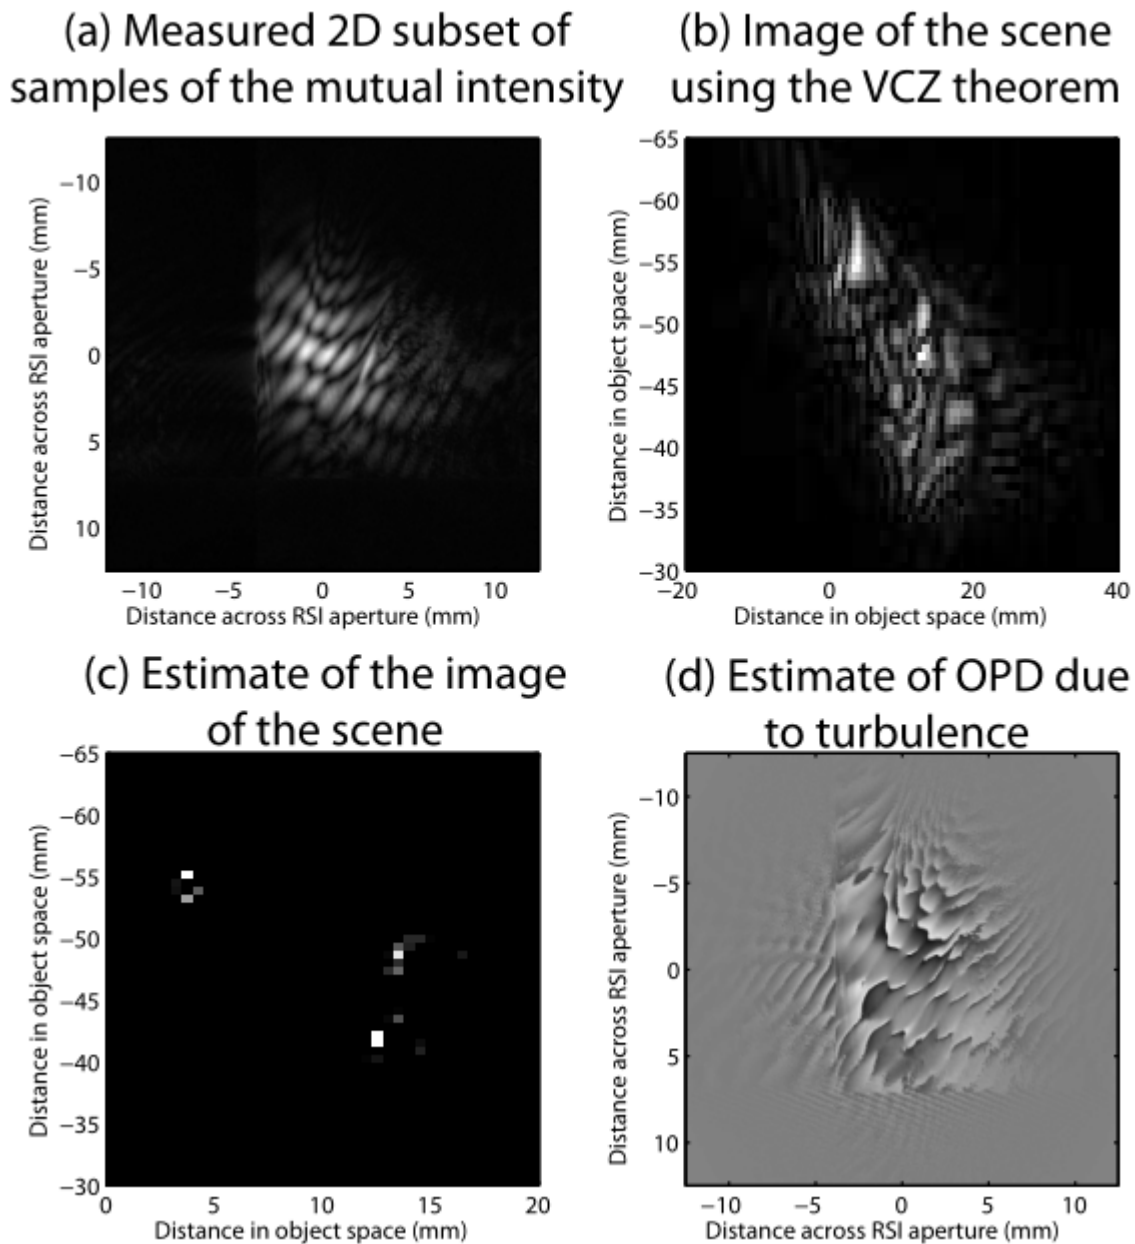 (a) Measured 2D subset of
samples of the mutual intensity
−10
−5
0
5
10
Distance across RSI aperture (mm)
−10 −5 0 5 10
Distance across RSI aperture (mm)
(b) Image of the scene
using the VCZ theorem
−65
−60
−55
−50
−45
−40
−35
−30
Distance in object space (mm)
−20 0 20 40
Distance in object space (mm)
(c) Estimate of the image
of the scene
−65
−60
−55
−50
−45
−40
−35
−30
Distance in object space (mm)
0 5 10 15 20
Distance in object space (mm)
(d) Estimate of OPD due
to turbulence
−10
−5
0
5
10
Distance across RSI aperture (mm)
−10 −5 0 5 10
Distance across RSI aperture (mm)